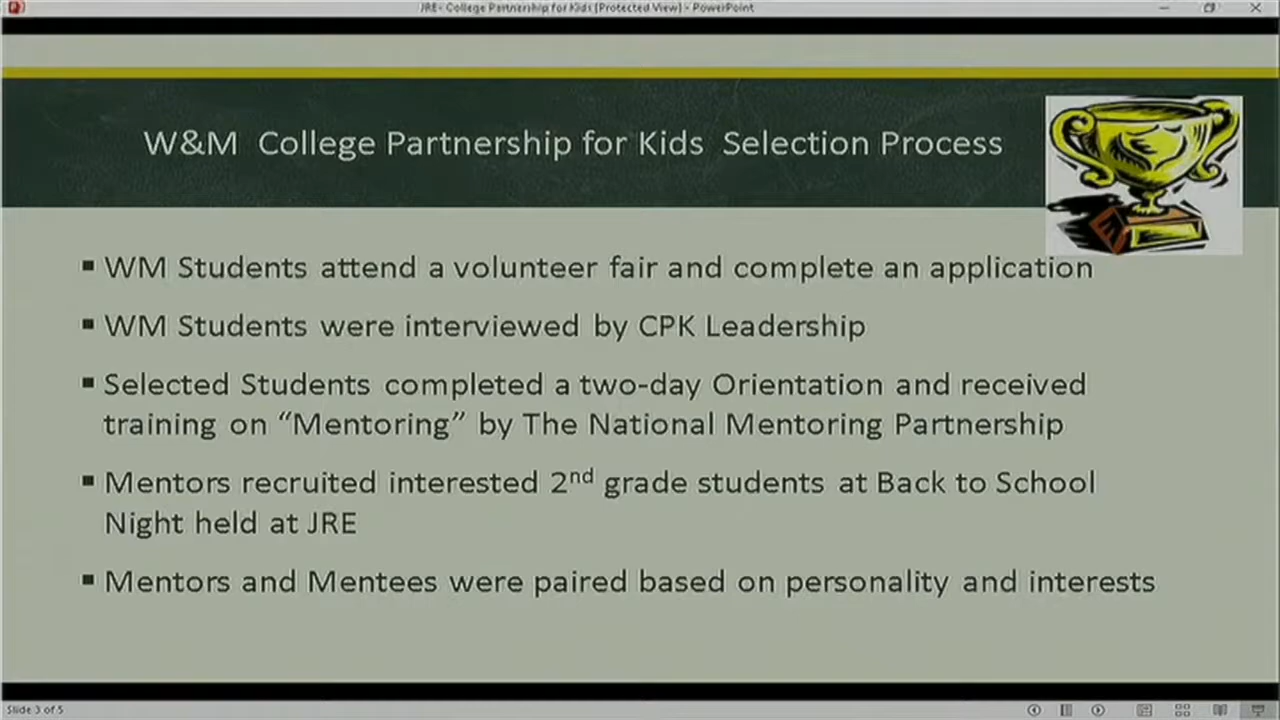 JRE- College Partnership for Kids [Protected View] - PowerPoint
W&M College Partnership for Kids Selection Process
▪ WM Students attend a volunteer fair and complete an application
▪ WM Students were interviewed by CPK Leadership
▪ Selected Students completed a two-day Orientation and received
training on “Mentoring” by The National Mentoring Partnership
▪ Mentors recruited interested 2nd grade students at Back to School
Night held at JRE
▪ Mentors and Mentees were paired based on personality and interests
Slide 3 of 5